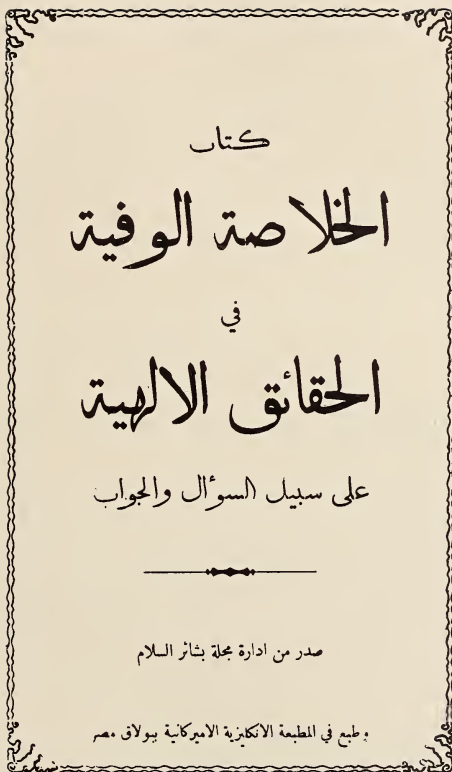 كتاب
الخلاصة الوفية
في
الحقائق الالهية
على سبيل السوأل والجواب
صدر من ادارة مجلة بشائر السلام
وطبع في المطبعة الانكليزية الاميركانية ببولاق مصر